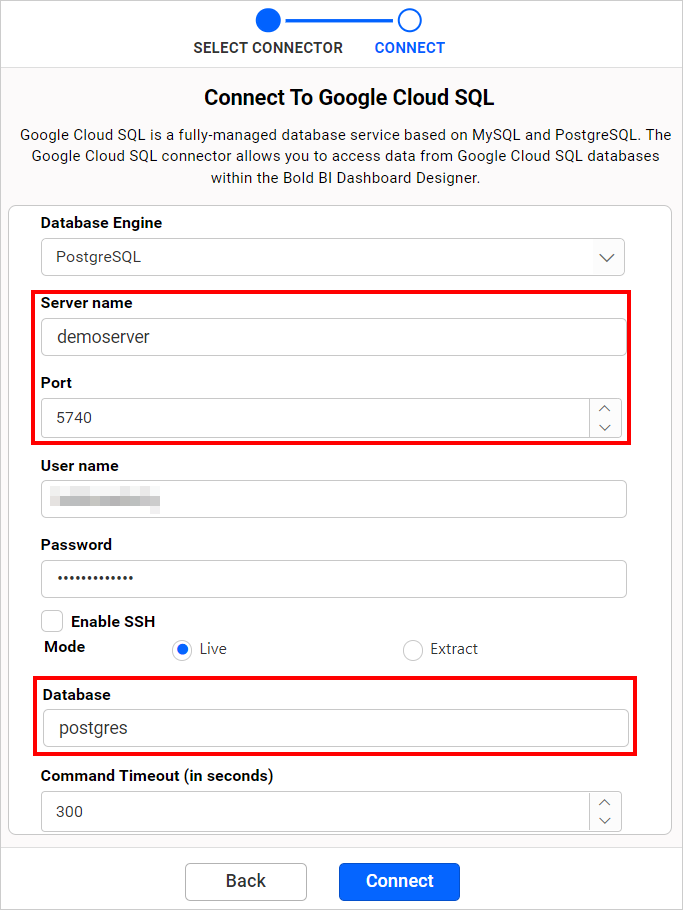 SELECT CONNECTOR
CONNECT
Connect To Google Cloud SQL
Google Cloud SQL is a fully-managed database service based on MySQL and PostgreSQL. The
Google Cloud SQL connector allows you to access data from Google Cloud SQL databases
within the Bold BI Dashboard Designer.
Database Engine
PostgreSQL
Server name
demoserver
Port
5740
User name
Password
•••••••••••••
Enable SSH
Mode
Live
Extract
Database
postgres
Command Timeout (in seconds)
300
Back
Connect